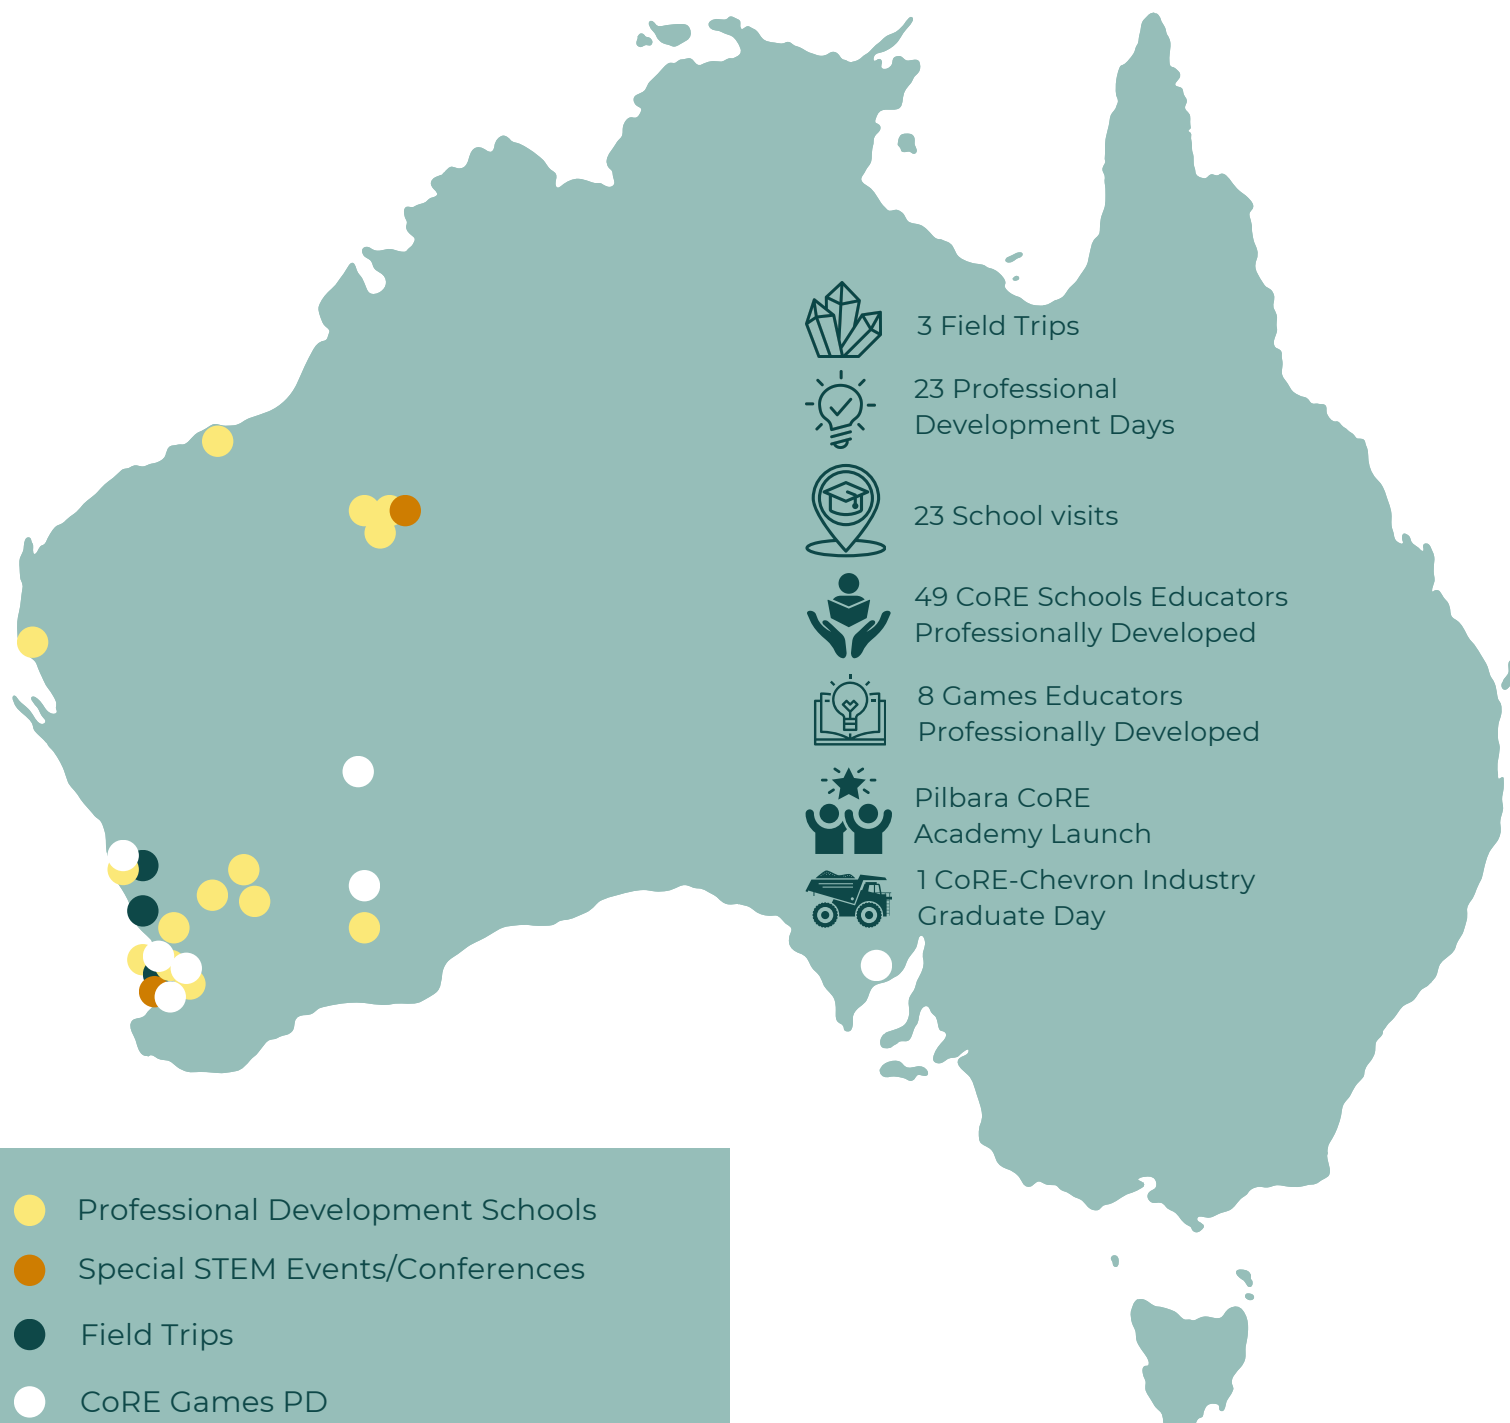 3 Field Trips
23 Professional
Development Days
23 School visits
49 CoRE Schools Educators
Professionally Developed
8 Games Educators
Professionally Developed
Pilbara CoRE
Academy Launch
1 CoRE-Chevron Industry
Graduate Day
Professional Development Schools
Special STEM Events/Conferences
Field Trips
CoRE Games PD